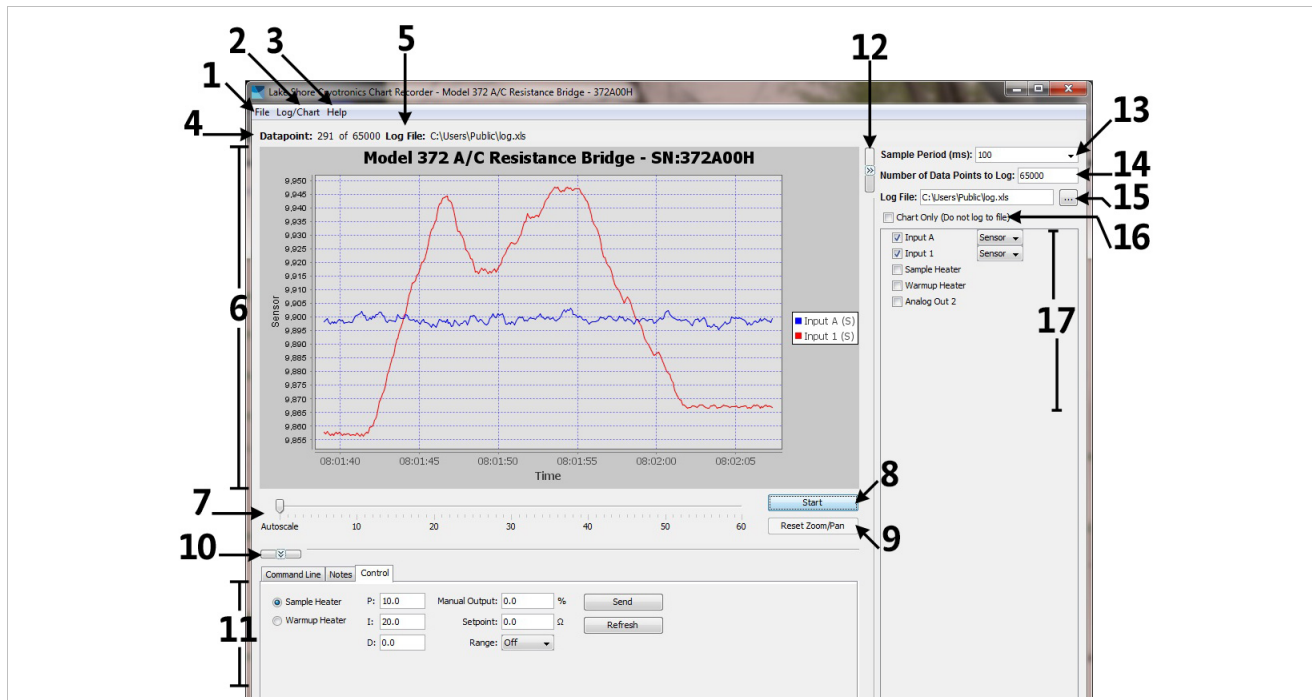 1
2
3
5
12
Lake Shore Cryotronics Chart Recorder - Model 372 A/C Resistance Bridge - 372A00H
File Log/Chart Help
4
Datapoint: 291 of 65000 Log File: C:\Users\Public\log.xls
13
Sample Period (ms): 100
14
Number of Data Points to Log: 65000
15
Log File: C:\Users\Public\log.xls ...
16
Chart Only (Do not log to file)
17
Input A Sensor
Input 1 Sensor
Sample Heater
Warmup Heater
Analog Out 2
6
Model 372 A/C Resistance Bridge - SN:372A00H
9,950
9,945
9,940
9,935
9,930
9,925
9,920
9,915
9,910
9,905
9,900
9,895
9,890
9,885
9,880
9,875
9,870
9,865
9,860
9,855
Sensor
08:01:40 08:01:45 08:01:50 08:01:55 08:02:00 08:02:05
Time
Input A (S)
Input 1 (S)
7
Autoscale 10 20 30 40 50 60
8
Start
9
Reset Zoom/Pan
10
Command Line Notes Control
11
Sample Heater P: 10.0 Manual Output: 0.0 % Send
Warmup Heater I: 20.0 Setpoint: 0.0 Ω Refresh
D: 0.0 Range: Off